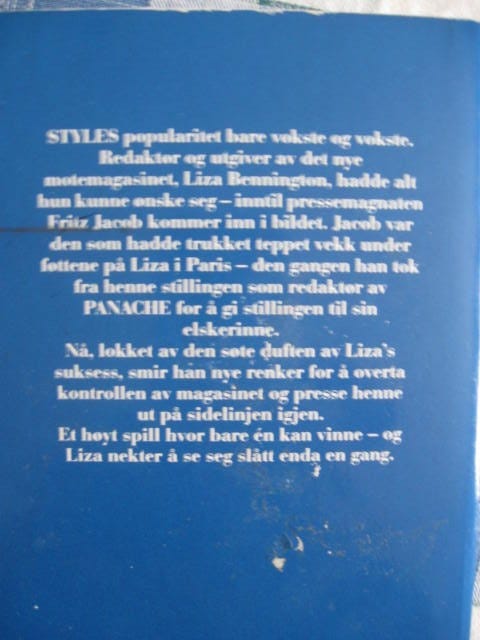 STYLES popularitet bare vokste og vokste.
Redaktør og utgiver av det nye
motemagasinet, Liza Bennington, hadde alt
hun kunne ønske seg – inntil pressemagnaten
Fritz Jacob kommer inn i bildet. Jacob var
den som hadde trukket teppet vekk under
føttene på Liza i Paris – den gangen han tok
fra henne stillingen som redaktør av
PANACHE for å gi stillingen til sin
elskerinne.
Nå, lokket av den søte duften av Liza's
suksess, smir han nye renker for å overta
kontrollen av magasinet og presse henne
ut på sidelinjen igjen.
Et høyt spill hvor bare én kan vinne – og
Liza nekter å se seg slått enda en gang.